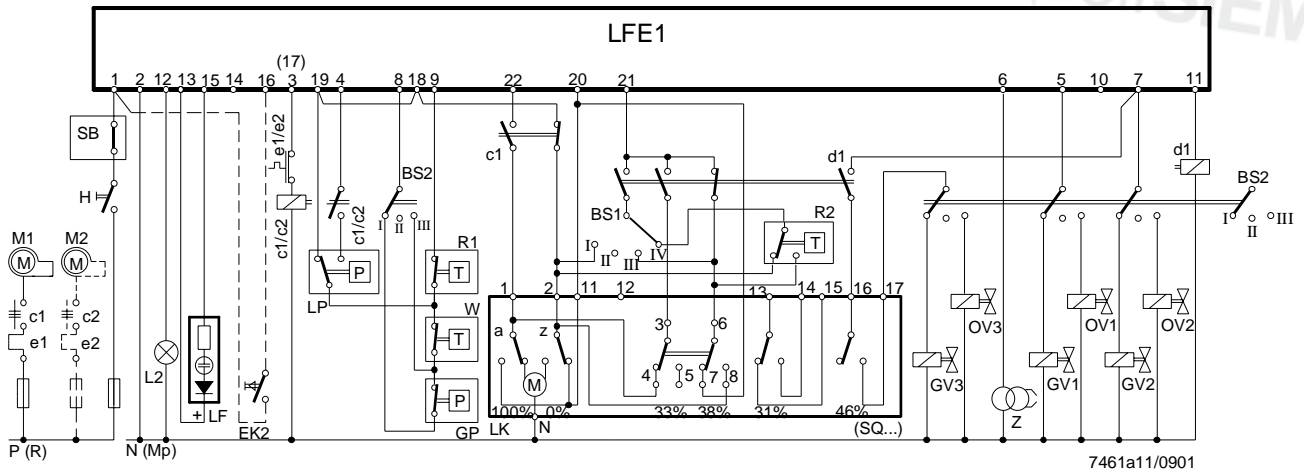 SIEM
LFE1
(17)
1 2 12 13 15 14 16 3 19 4 8 18 9 22 20 21 6 5 10 7 11
SB
e1/e2
c1
d1
d1
H
BS2
BS2
c1/c2
c1/c2
BS1
R2
I II III
I II III IV
T
I II III
M1 M2
M M
R1
T
P
LP
1 2 11 12 13 14 15 16 17
W
T
a z
3 6
OV3 OV1 OV2
c1 c2
e1 e2
L2
4 5 7 8
M
GV3 GV1 GV2
P
100% 0% 33% 38% 31% 46%
+ LF
EK2
GP
LK
N
(SQ...)
Z
P (R)
N (Mp)
7461a11/0901